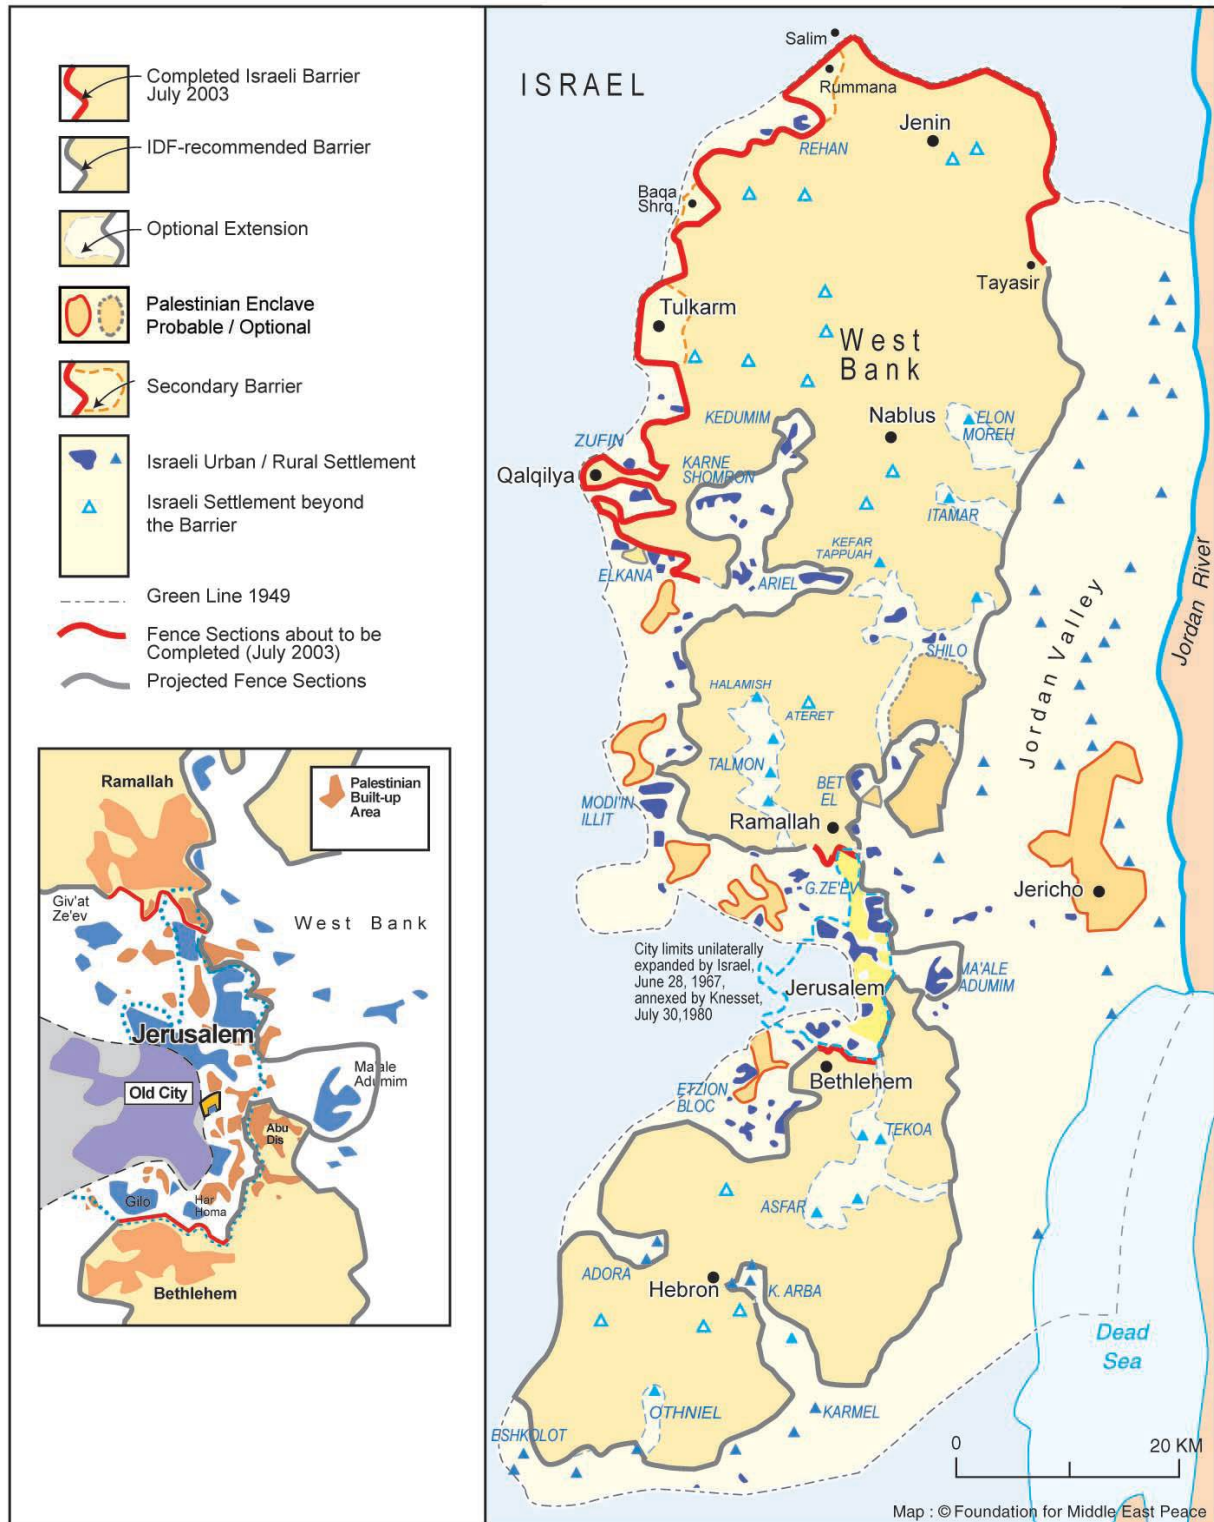 Completed Israeli Barrier
July 2003
IDF-recommended Barrier
Optional Extension
Palestinian Enclave
Probable / Optional
Secondary Barrier
Israeli Urban / Rural Settlement
Israeli Settlement beyond
the Barrier
Green Line 1949
Fence Sections about to be
Completed (July 2003)
Projected Fence Sections
Ramallah
Palestinian
Built-up
Area
Giv'at
Ze'ev
West Bank
Jerusalem
Ma'ale
Adumim
Old City
Abu
Dis
Gilo
Har
Homa
Bethlehem
ISRAEL
Salim
Rummana
Jenin
REHAN
Baqa
Shrq.
Tayasir
Tulkarm
West
Bank
KEDUMIM
Nablus
ELON
MOREH
ZUFIN
KARNE
SHOMRON
Qalqilya
ITAMAR
KEFAR
TAPPUAH
ELKANA
ARIEL
SHILO
Jordan Valley
Jordan River
HALAMISH
ATERET
TALMON
BET
EL
MODI'IN
ILLIT
Ramallah
G.ZE'EV
Jericho
City limits unilaterally
expanded by Israel,
June 28, 1967,
annexed by Knesset,
July 30,1980
Jerusalem
MA'ALE
ADUMIM
Bethlehem
ETZION
BLOC
TEKOA
ASFAR
ADORA
Hebron
K. ARBA
Dead
Sea
OTHNIEL
KARMEL
ESHKOLOT
0
20 KM
Map : © Foundation for Middle East Peace